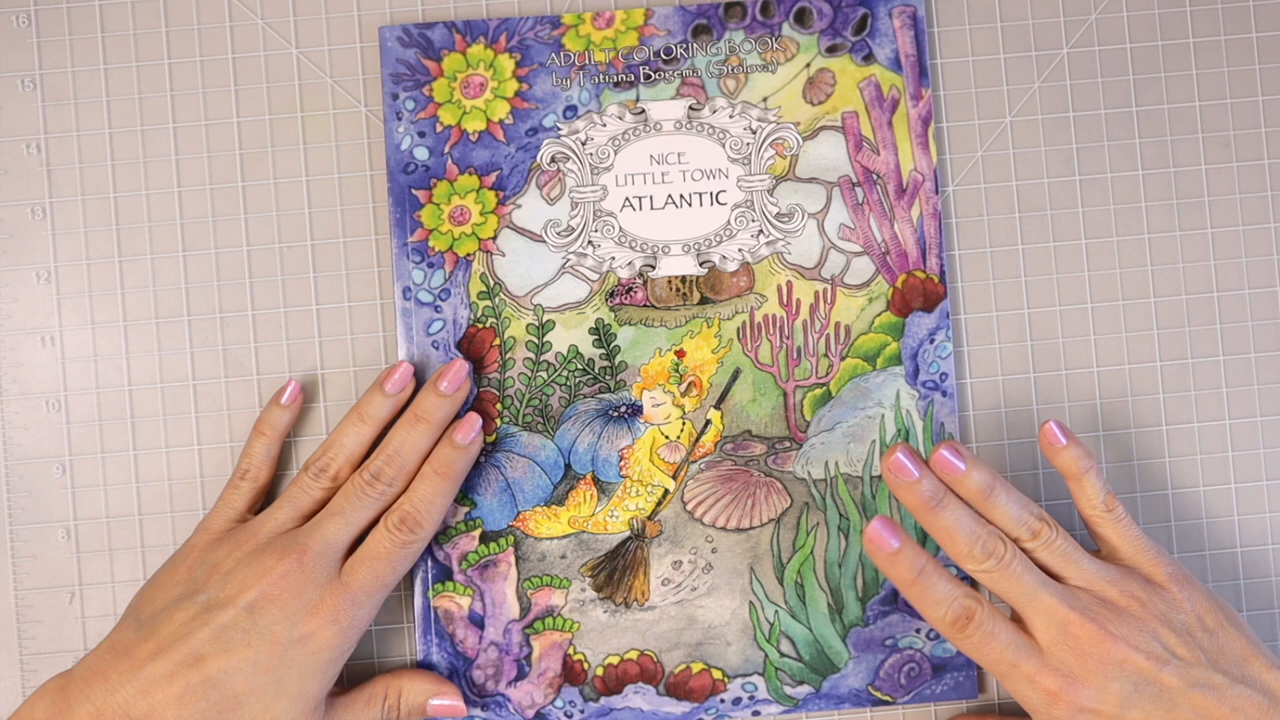 16
15
14
13
12
11
10
9
8
7
ADULT COLORING BOOK
by Tatiana Bogema (Stolova)
NICE
LITTLE TOWN
ATLANTIC